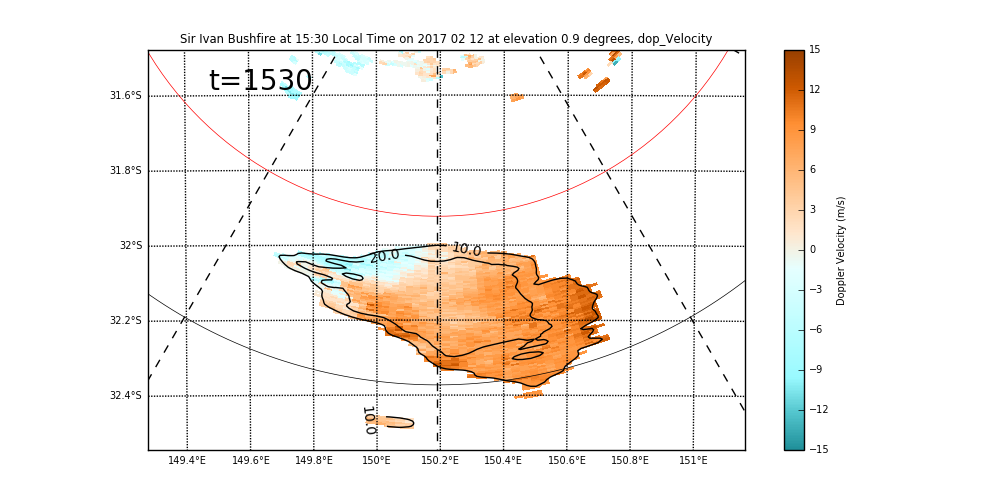 Sir Ivan Bushfire at 15:30 Local Time on 2017 02 12 at elevation 0.9 degrees, dop_Velocity
t=1530
31.6°S
31.8°S
32°S
32.2°S
32.4°S
20.0
10.0
10.0
149.4°E 149.6°E 149.8°E 150°E 150.2°E 150.4°E 150.6°E 150.8°E 151°E
15
12
9
6
3
0
−3
−6
−9
−12
−15
Doppler Velocity (m/s)